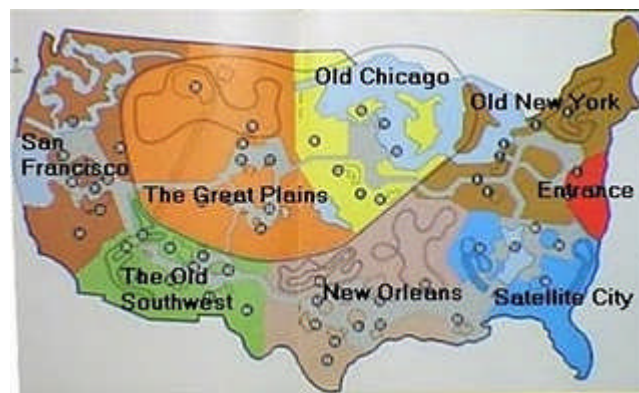 Old Chicago
Old New York
San
Francisco
The Great Plains
Entrance
The Old
Southwest
New Orleans
Satellite City